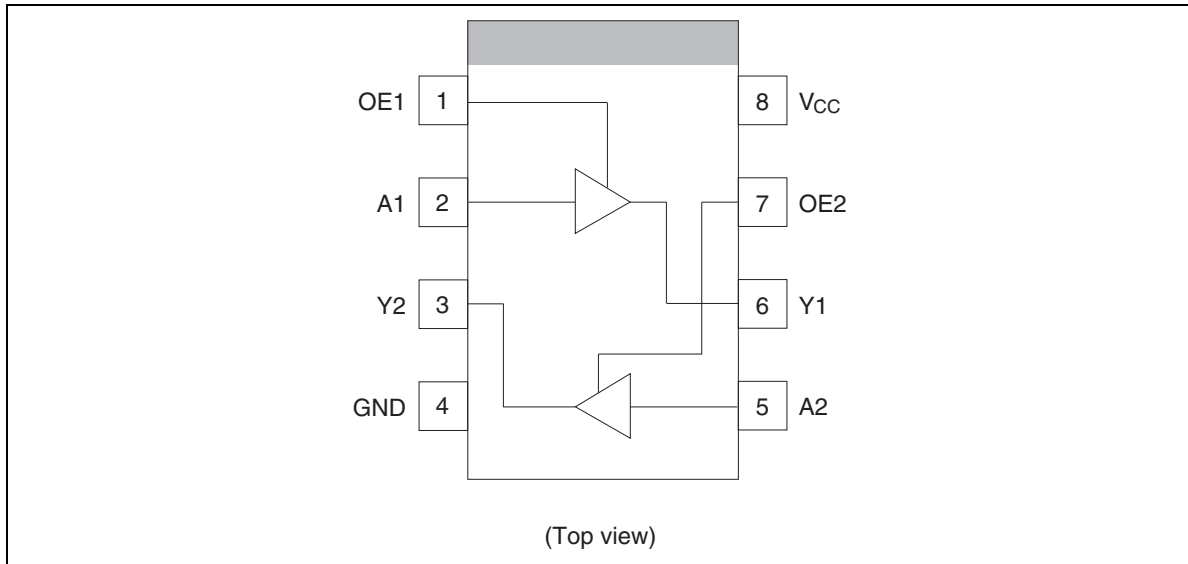 OE1 1 8 VCC
A1 2 7 OE2
Y2 3 6 Y1
GND 4 5 A2
(Top view)